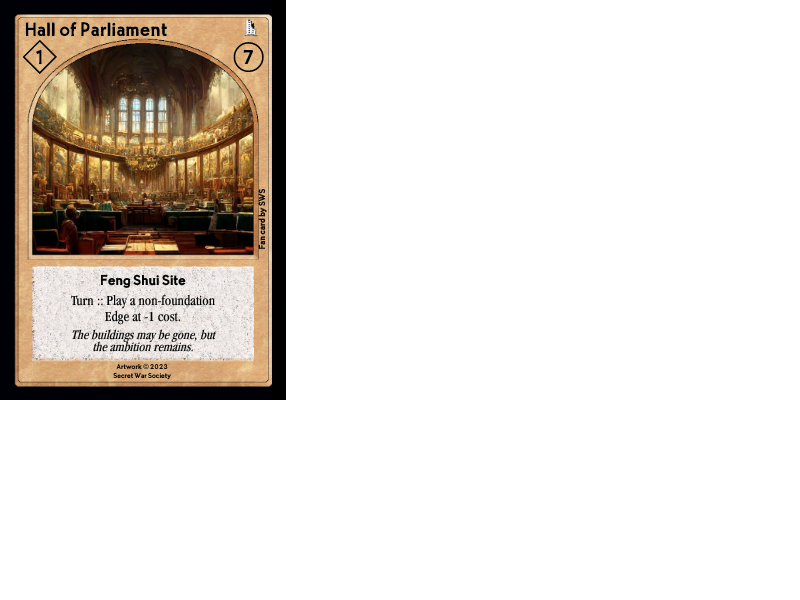 Hall of Parliament
1
7
Fan card by SWS
Feng Shui Site
Turn :: Play a non-foundation
Edge at -1 cost.
The buildings may be gone, but
the ambition remains.
Artwork © 2023
Secret War Society